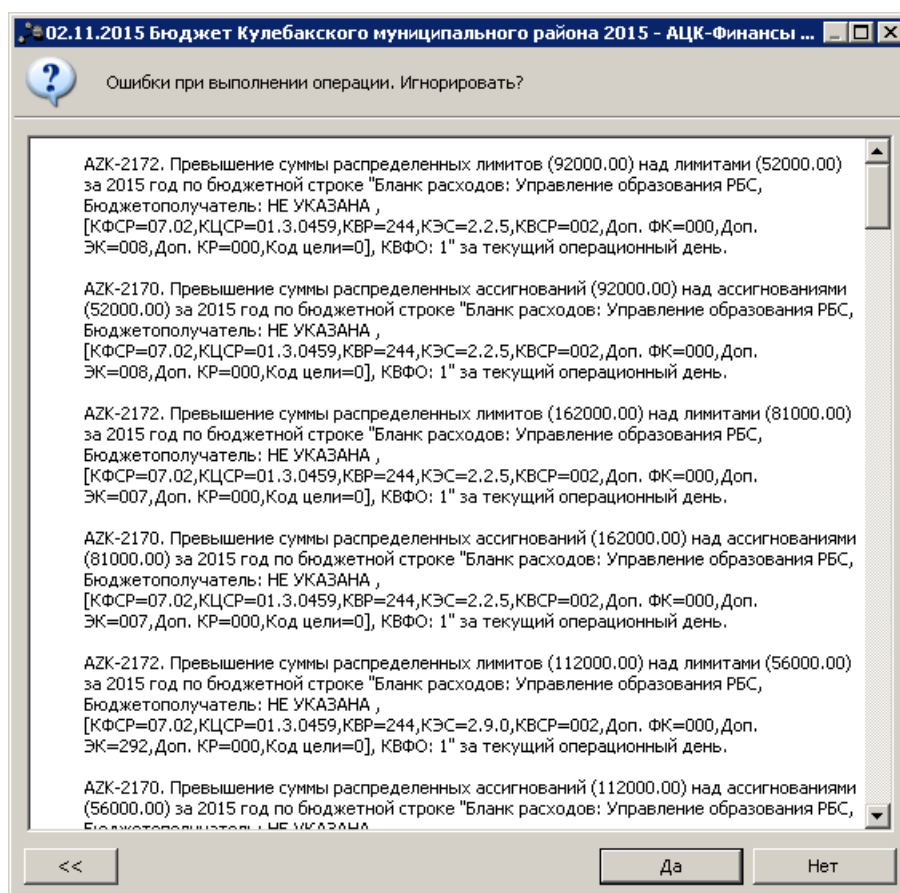 02.11.2015 Бюджет Кулебакского муниципального района 2015 - АЦК-Финансы ...
Ошибки при выполнении операции. Игнорировать?
AZK-2172. Превышение суммы распределенных лимитов (92000.00) над лимитами (52000.00)
за 2015 год по бюджетной строке "Бланк расходов: Управление образования РБС,
Бюджетополучатель: НЕ УКАЗАНА ,
[КФСР=07.02,КЦСР=01.3.0459,КВР=244,КЭС=2.2.5,КВСР=002,Доп. ФК=000,Доп.
ЭК=008,Доп. КР=000,Код цели=0], КВФО: 1" за текущий операционный день.
AZK-2170. Превышение суммы распределенных ассигнований (92000.00) над ассигнованиями
(52000.00) за 2015 год по бюджетной строке "Бланк расходов: Управление образования РБС,
Бюджетополучатель: НЕ УКАЗАНА ,
[КФСР=07.02,КЦСР=01.3.0459,КВР=244,КЭС=2.2.5,КВСР=002,Доп. ФК=000,Доп.
ЭК=008,Доп. КР=000,Код цели=0], КВФО: 1" за текущий операционный день.
AZK-2172. Превышение суммы распределенных лимитов (162000.00) над лимитами (81000.00)
за 2015 год по бюджетной строке "Бланк расходов: Управление образования РБС,
Бюджетополучатель: НЕ УКАЗАНА ,
[КФСР=07.02,КЦСР=01.3.0459,КВР=244,КЭС=2.2.5,КВСР=002,Доп. ФК=000,Доп.
ЭК=007,Доп. КР=000,Код цели=0], КВФО: 1" за текущий операционный день.
AZK-2170. Превышение суммы распределенных ассигнований (162000.00) над ассигнованиями
(81000.00) за 2015 год по бюджетной строке "Бланк расходов: Управление образования РБС,
Бюджетополучатель: НЕ УКАЗАНА ,
[КФСР=07.02,КЦСР=01.3.0459,КВР=244,КЭС=2.2.5,КВСР=002,Доп. ФК=000,Доп.
ЭК=007,Доп. КР=000,Код цели=0], КВФО: 1" за текущий операционный день.
AZK-2172. Превышение суммы распределенных лимитов (112000.00) над лимитами (56000.00)
за 2015 год по бюджетной строке "Бланк расходов: Управление образования РБС,
Бюджетополучатель: НЕ УКАЗАНА ,
[КФСР=07.02,КЦСР=01.3.0459,КВР=244,КЭС=2.9.0,КВСР=002,Доп. ФК=000,Доп.
ЭК=292,Доп. КР=000,Код цели=0], КВФО: 1" за текущий операционный день.
AZK-2170. Превышение суммы распределенных ассигнований (112000.00) над ассигнованиями
(56000.00) за 2015 год по бюджетной строке "Бланк расходов: Управление образования РБС,
Бюджетополучатель: НЕ УКАЗАНА
<< Да Нет